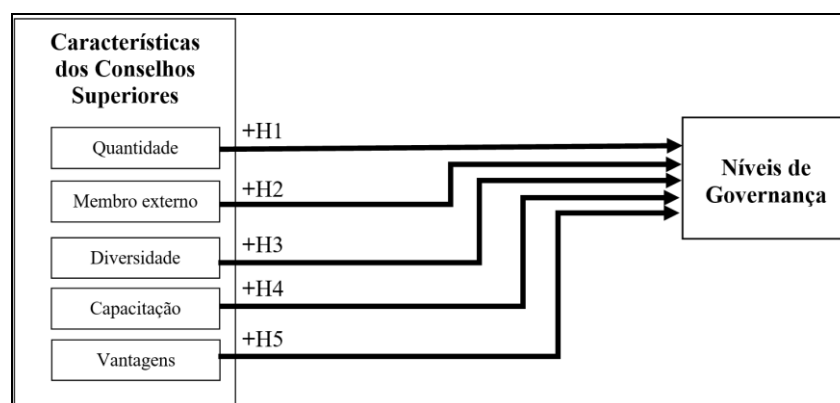 Características
dos Conselhos
Superiores
Quantidade
+H1
Membro externo
+H2
Diversidade
+H3
Capacitação
+H4
Vantagens
+H5
Níveis de
Governança